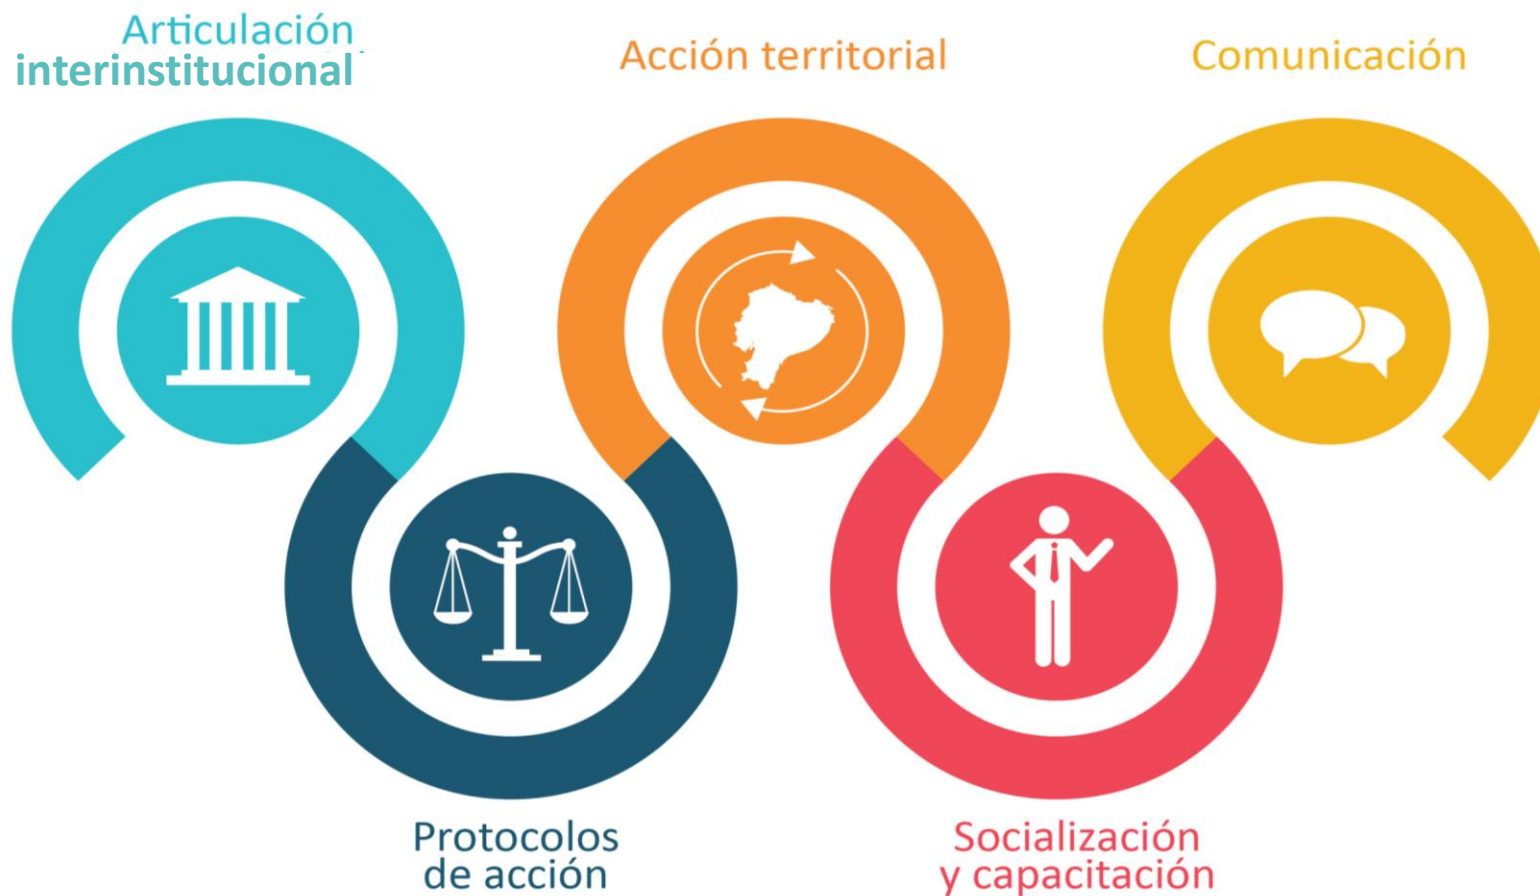 Articulación
interinstitucional
Acción territorial
Comunicación
Protocolos
de acción
Socialización
y capacitación